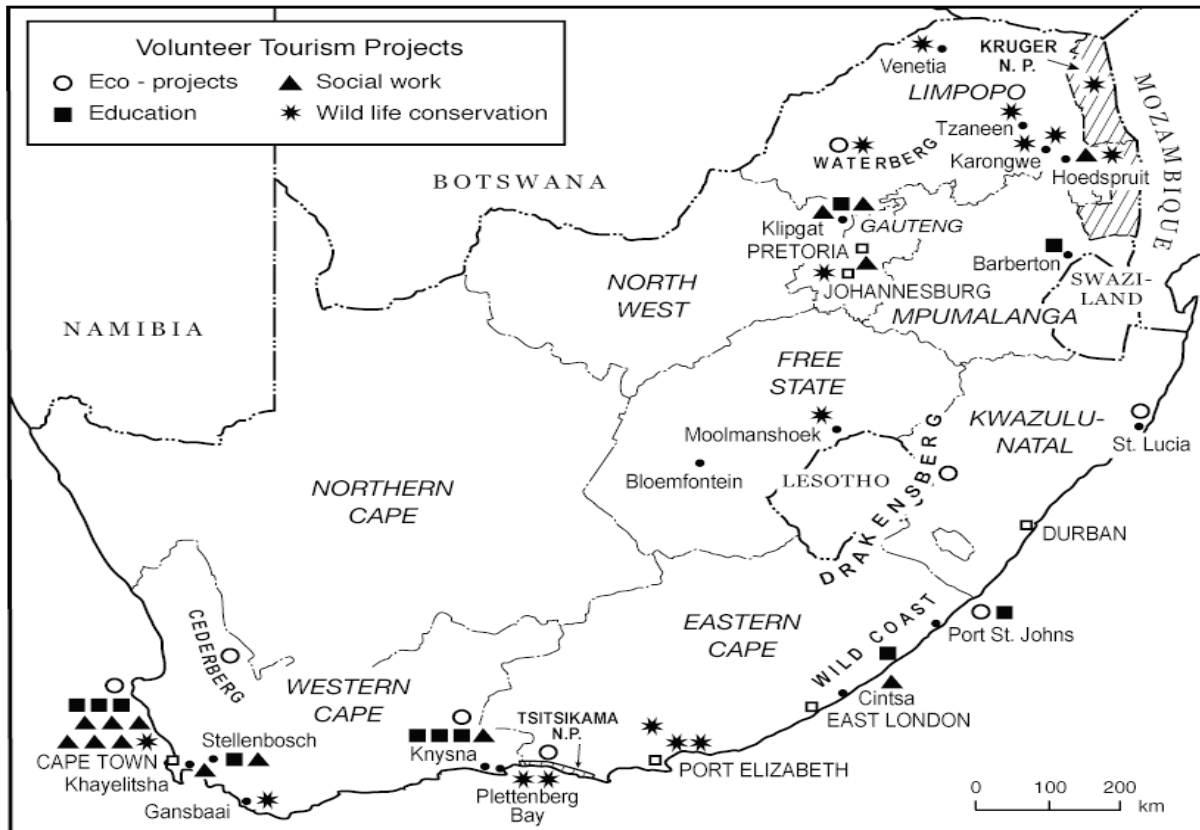 Volunteer Tourism Projects
Eco - projects
Social work
Education
Wild life conservation
KRUGER
N. P.
Venetia
LIMPOPO
MOZAMBIQUE
Tzaneen
WATERBERG
Karongwe
Hoedspruit
BOTSWANA
Klipgat
GAUTENG
PRETORIA
Barberton
JOHANNESBURG
SWAZI-
LAND
NORTH
WEST
MPUMALANGA
NAMIBIA
FREE
STATE
KWAZULU-
NATAL
Moolmanshoek
St. Lucia
Bloemfontein
LESOTHO
DRAKENSBERG
NORTHERN
CAPE
DURBAN
CEDERBERG
EASTERN
CAPE
WILD COAST
Port St. Johns
WESTERN
CAPE
Cintsa
EAST LONDON
TSITSIKAMA
N.P.
Stellenbosch
Knysna
CAPE TOWN
Khayelitsha
PORT ELIZABETH
Gansbaai
Plettenberg
Bay
0 100 200
km